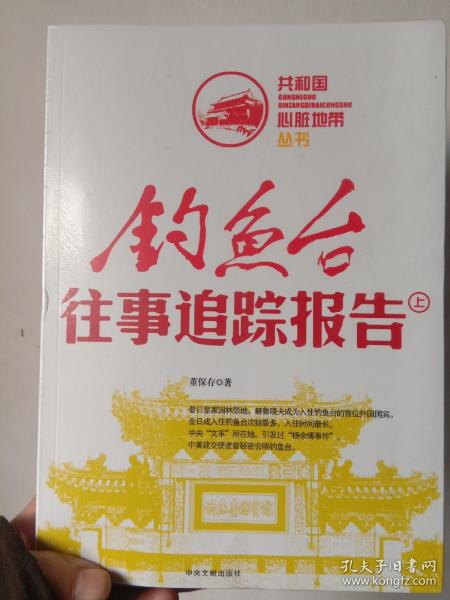 共和国
GONGHEGUO
XINZANGDIDAICONGSHU
心脏地带
丛书
钓鱼台
往事追踪报告 上
董保存◎著
昔日皇家园林禁地。赫鲁晓夫成为入住钓鱼台的首位外国国宾。
金日成入住钓鱼台次数最多,入住时间最长。
中央“文革”所在地,引发过“杨余傅事件”。
中美建交使者曾秘密会晤钓鱼台。
中央文献出版社
孔夫子旧书网
www.kongfz.com